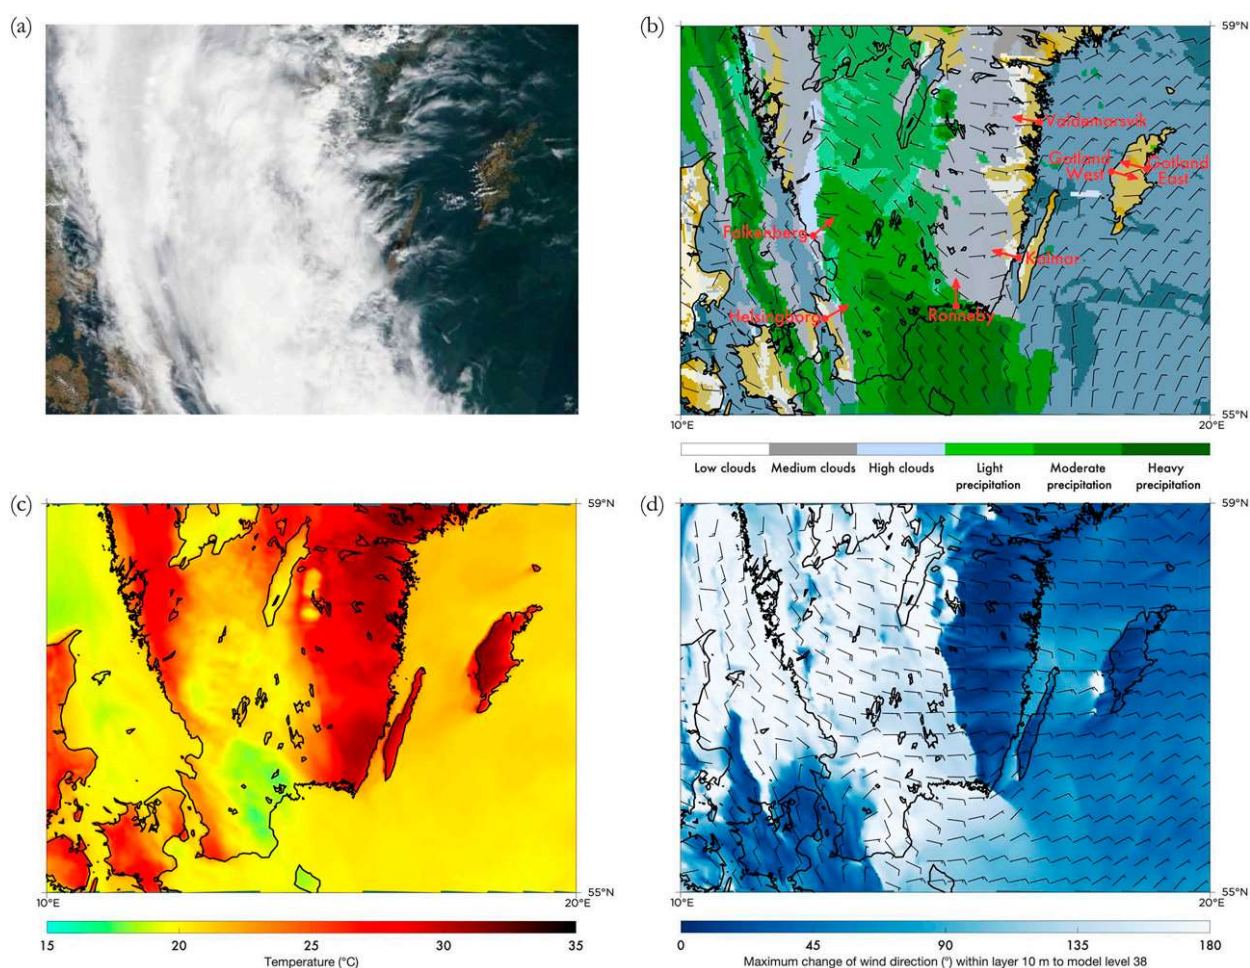 (a)
(b)
59°N
Valdemarsvik
Gotland
West
Gotland
East
Falkenberg
Kalmar
Helsingborg
Ronneby
55°N
10°E
20°E
Low clouds
Medium clouds
High clouds
Light
precipitation
Moderate
precipitation
Heavy
precipitation
(c)
59°N
55°N
10°E
20°E
15
20
25
30
35
Temperature (°C)
(d)
59°N
55°N
10°E
20°E
0
45
90
135
180
Maximum change of wind direction (°) within layer 10 m to model level 38